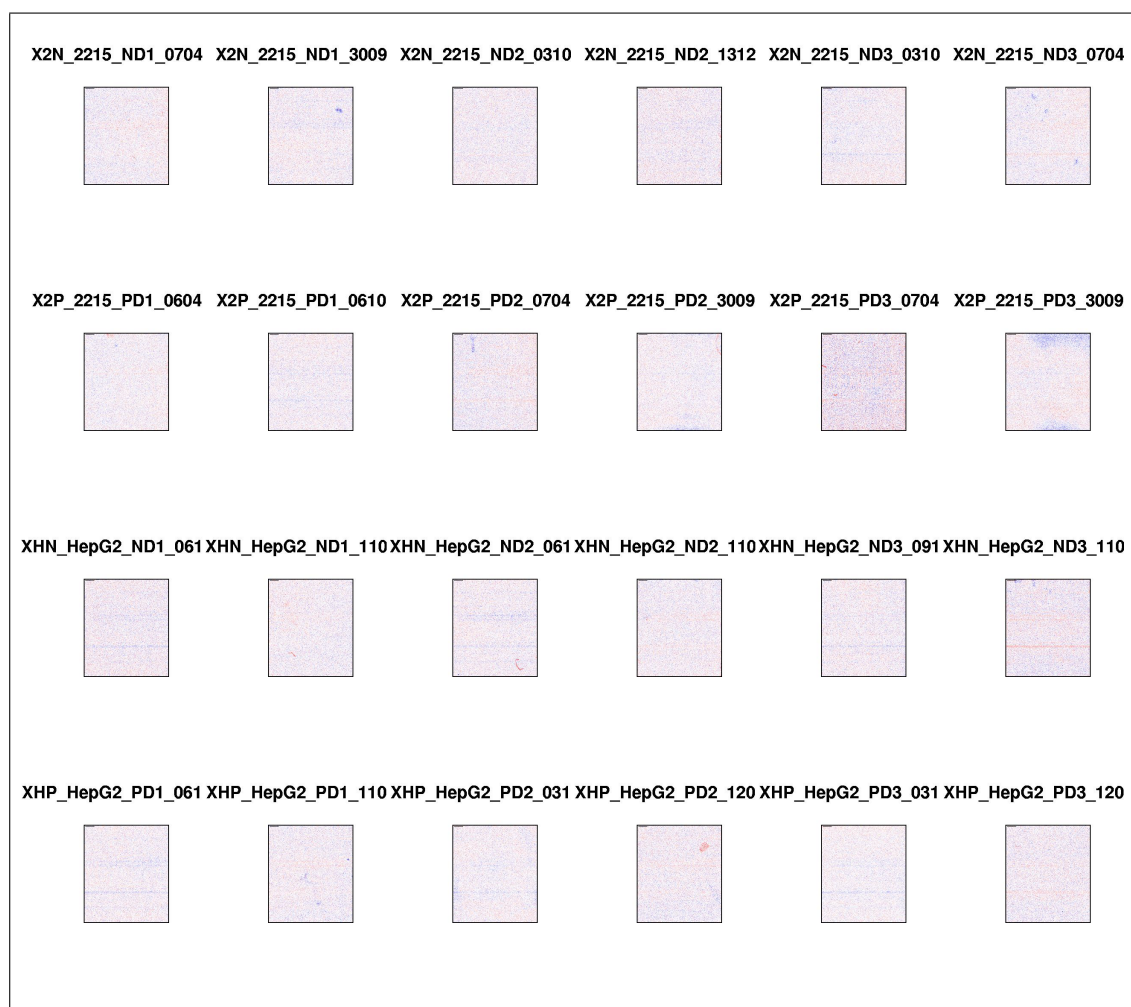 X2N_2215_ND1_0704 X2N_2215_ND1_3009 X2N_2215_ND2_0310 X2N_2215_ND2_1312 X2N_2215_ND3_0310 X2N_2215_ND3_0704
X2P_2215_PD1_0604 X2P_2215_PD1_0610 X2P_2215_PD2_0704 X2P_2215_PD2_3009 X2P_2215_PD3_0704 X2P_2215_PD3_3009
XHN_HepG2_ND1_061 XHN_HepG2_ND1_110 XHN_HepG2_ND2_061 XHN_HepG2_ND2_110 XHN_HepG2_ND3_091 XHN_HepG2_ND3_110
XHP_HepG2_PD1_061 XHP_HepG2_PD1_110 XHP_HepG2_PD2_031 XHP_HepG2_PD2_120 XHP_HepG2_PD3_031 XHP_HepG2_PD3_120